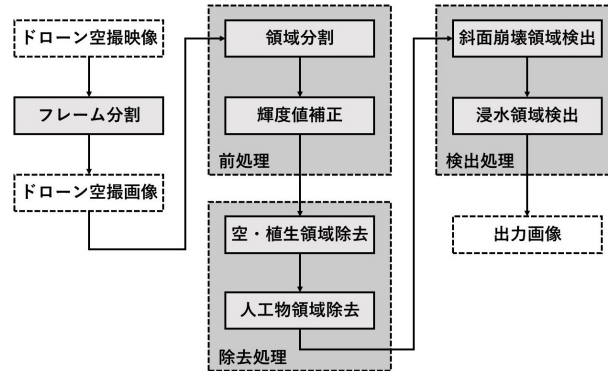 ドローン空撮映像
フレーム分割
ドローン空撮画像
領域分割
輝度値補正
前処理
空・植生領域除去
人工物領域除去
除去処理
斜面崩壊領域検出
浸水領域検出
検出処理
出力画像